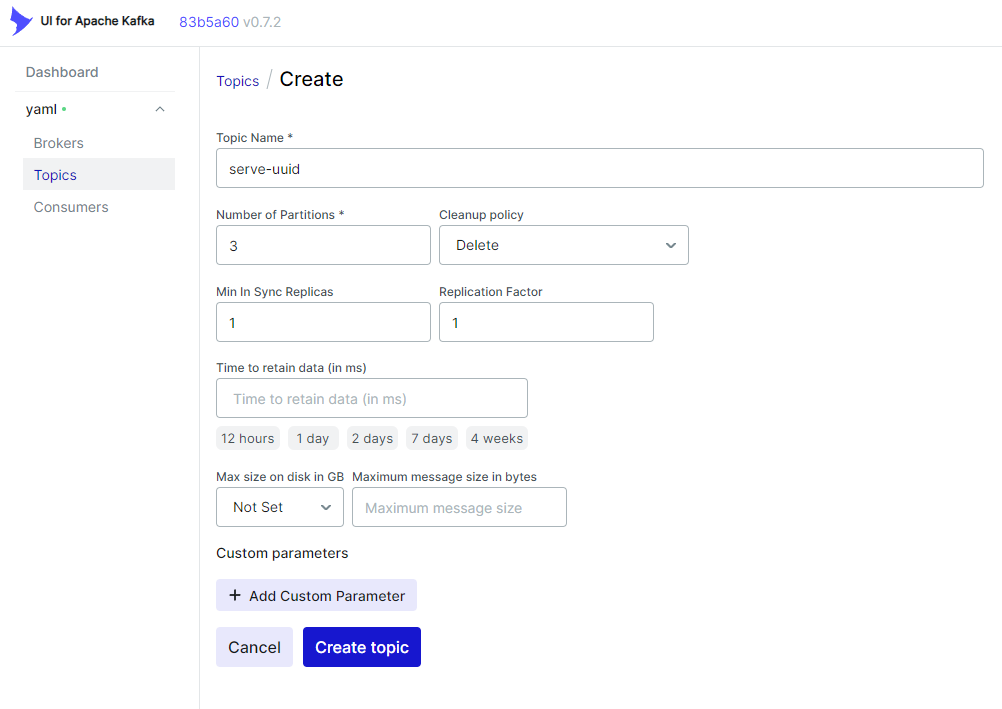 UI for Apache Kafka 83b5a60 v0.7.2
Dashboard
yaml
Brokers
Topics
Consumers
Topics / Create
Topic Name *
serve-uuid
Number of Partitions * Cleanup policy
3 Delete
Min In Sync Replicas Replication Factor
1 1
Time to retain data (in ms)
Time to retain data (in ms)
12 hours 1 day 2 days 7 days 4 weeks
Max size on disk in GB Maximum message size in bytes
Not Set Maximum message size
Custom parameters
+ Add Custom Parameter
Cancel Create topic